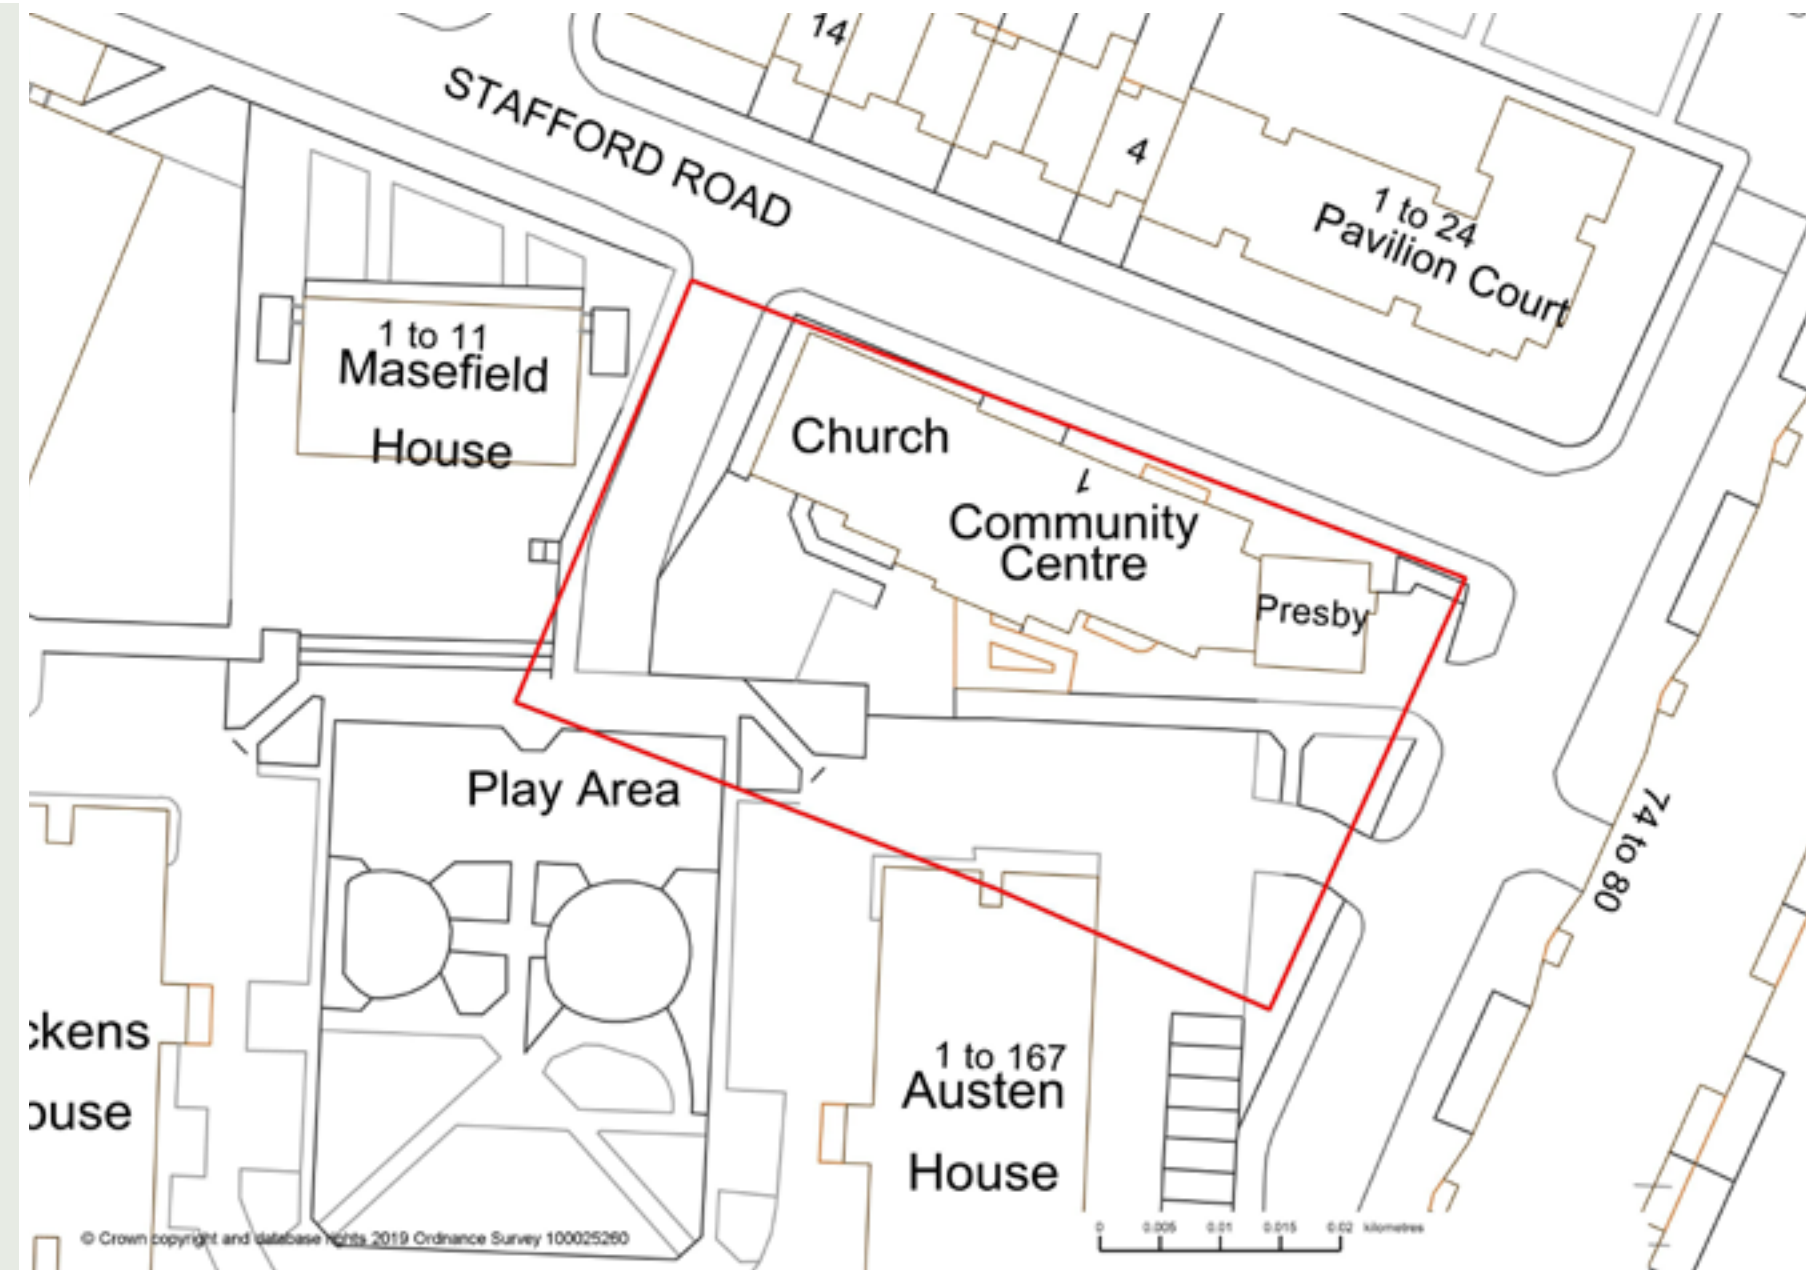 14
STAFFORD ROAD
4
1 to 24
Pavilion Court
1 to 11
Masefield
House
Church
1
Community
Centre
Presby
Play Area
74 to 80
ckens
ouse
1 to 167
Austen
House
0 0.005 0.01 0.015 0.02 kilometres
© Crown copyright and database rights 2019 Ordnance Survey 100025260